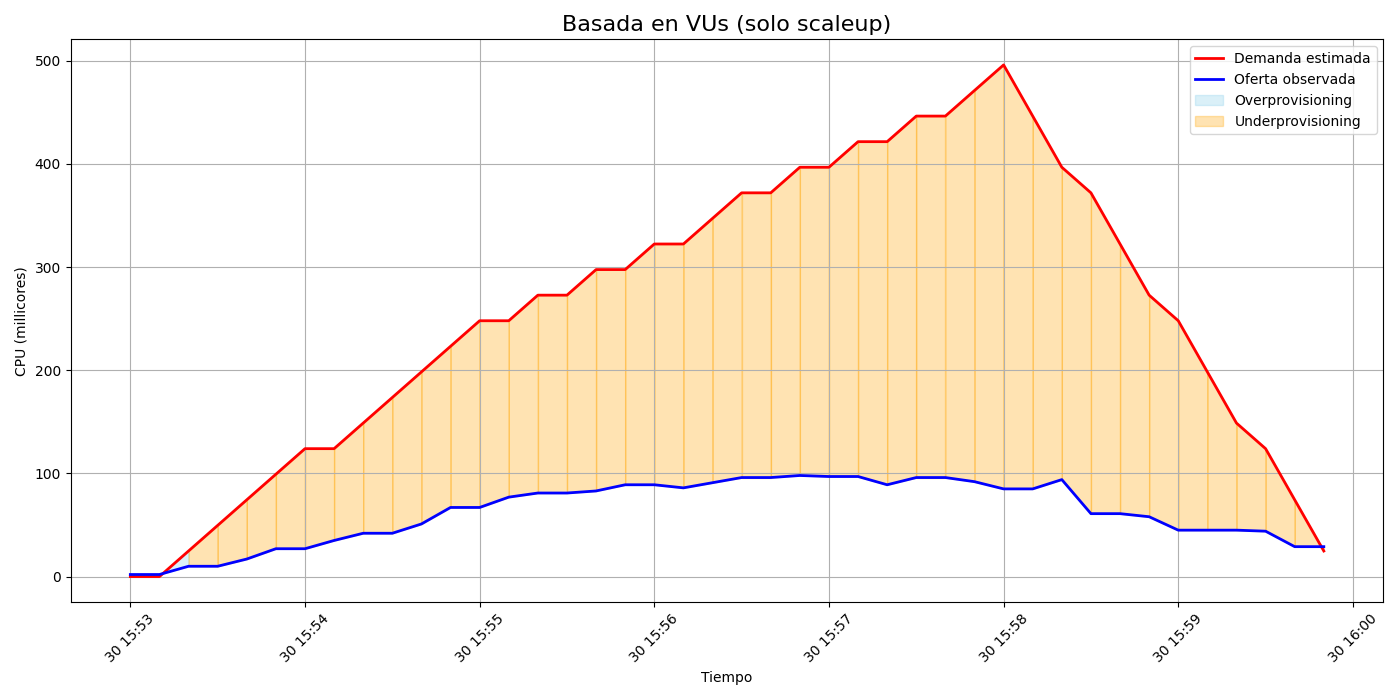 Basada en VUs (solo scaleup)
Demanda estimada
Oferta observada
Overprovisioning
Underprovisioning
CPU (millicores)
500
400
300
200
100
0
30 15:53
30 15:54
30 15:55
30 15:56
30 15:57
30 15:58
30 15:59
30 16:00
Tiempo